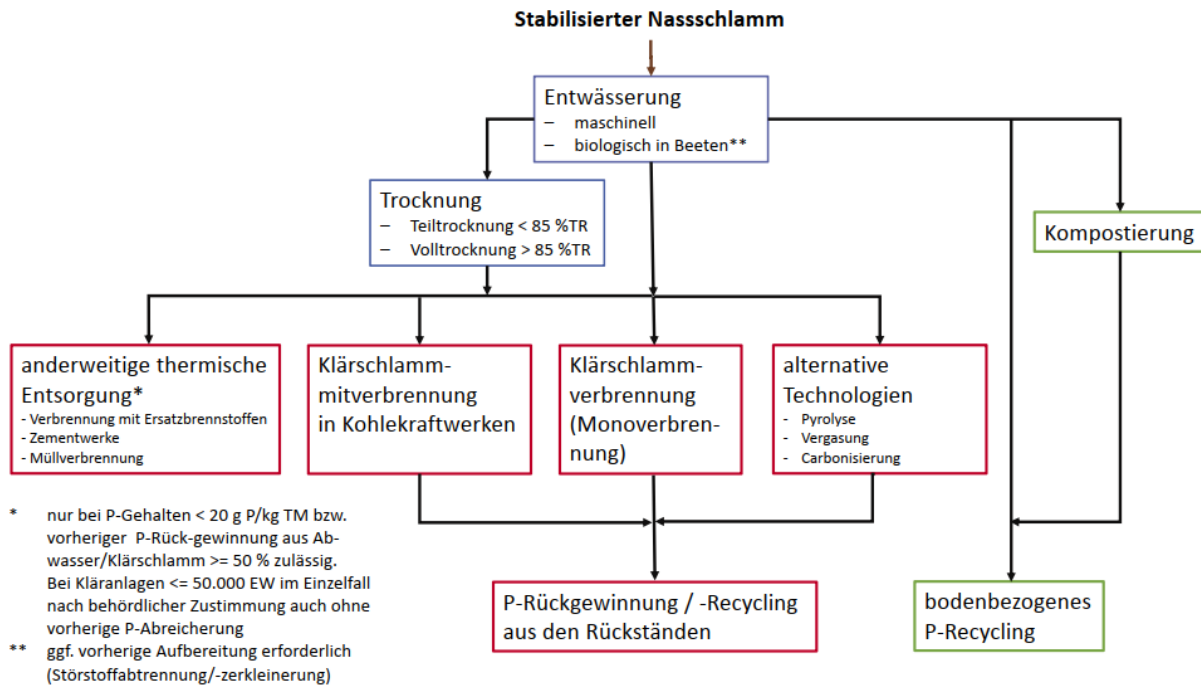 Stabilisierter Nassschlamm
Entwässerung
– maschinell
– biologisch in Beeten**
Trocknung
– Teiltrocknung < 85 %TR
– Volltrocknung > 85 %TR
Kompostierung
anderweitige thermische
Entsorgung*
- Verbrennung mit Ersatzbrennstoffen
- Zementwerke
- Müllverbrennung
Klärschlamm-
mitverbrennung
in Kohlekraftwerken
Klärschlamm-
verbrennung
(Monoverbren-
nung)
alternative
Technologien
- Pyrolyse
- Vergasung
- Carbonisierung
* nur bei P-Gehalten < 20 g P/kg TM bzw.
vorheriger P-Rück-gewinnung aus Ab-
wasser/Klärschlamm >= 50 % zulässig.
Bei Kläranlagen <= 50.000 EW im Einzelfall
nach behördlicher Zustimmung auch ohne
vorherige P-Abreicherung
** ggf. vorherige Aufbereitung erforderlich
(Störstoffabtrennung/-zerkleinerung)
P-Rückgewinnung / -Recycling
aus den Rückständen
bodenbezogenes
P-Recycling